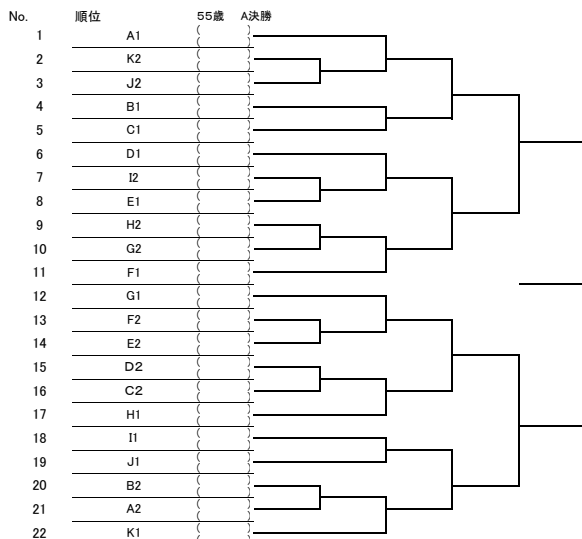 No. 順位 55歳 A決勝
1 A1 ( )
2 K2 ( )
3 J2 ( )
4 B1 ( )
5 C1 ( )
6 D1 ( )
7 I2 ( )
8 E1 ( )
9 H2 ( )
10 G2 ( )
11 F1 ( )
12 G1 ( )
13 F2 ( )
14 E2 ( )
15 D2 ( )
16 C2 ( )
17 H1 ( )
18 I1 ( )
19 J1 ( )
20 B2 ( )
21 A2 ( )
22 K1 ( )